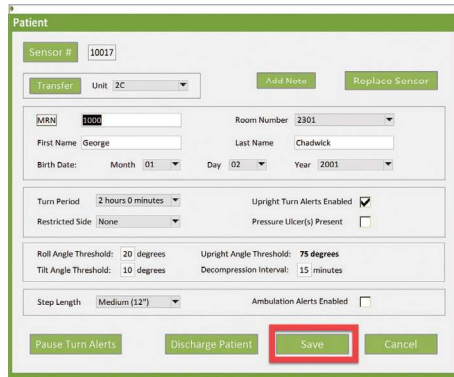 Patient
Sensor # 10017
Transfer Unit 2C Add Note Replace Sensor
MRN 1000 Room Number 2301
First Name George Last Name Chadwick
Birth Date: Month 01 Day 02 Year 2001
Turn Period 2 hours 0 minutes Upright Turn Alerts Enabled
Restricted Side None Pressure Ulcer(s) Present
Roll Angle Threshold: 20 degrees Upright Angle Threshold: 75 degrees
Tilt Angle Threshold: 10 degrees Decompression Interval: 15 minutes
Step Length Medium (12") Ambulation Alerts Enabled
Pause Turn Alerts Discharge Patient Save Cancel